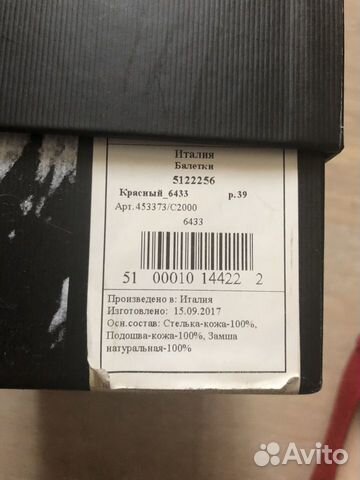 Италия
Балетки
5122256
Красный_6433 р.39
Арт.453373/C2000
6433
51 00010 14422 2
Произведено в: Италия
Изготовлено: 15.09.2017
Осн.состав: Стелька-кожа-100%,
Подошва-кожа-100%, Замша
натуральная-100%
Avito